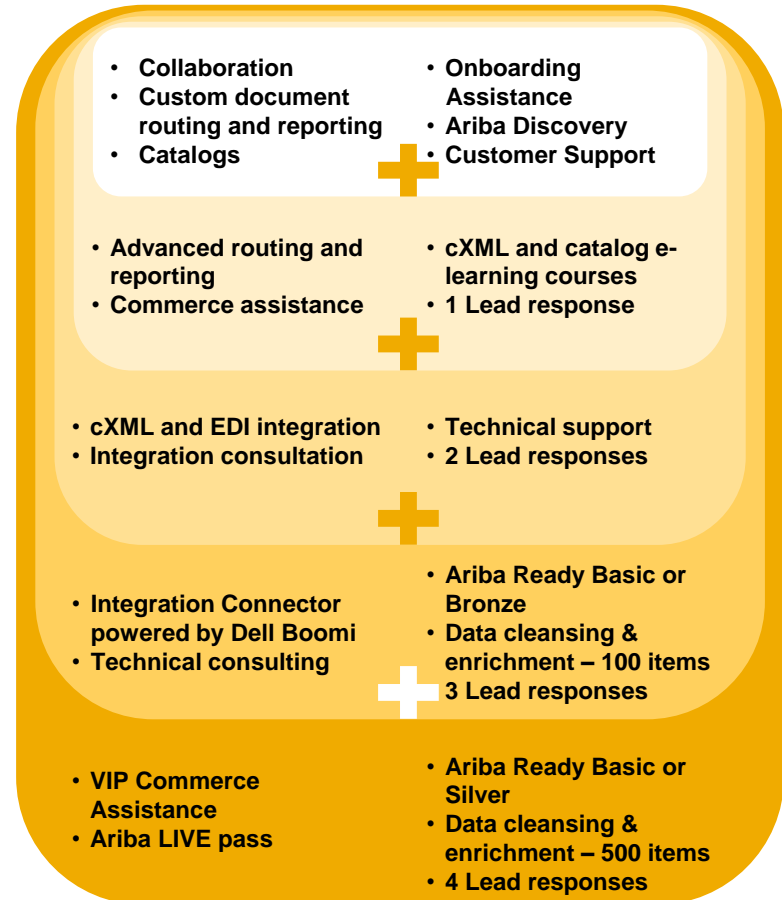 • Collaboration
• Custom document
routing and reporting
• Catalogs
• Onboarding
Assistance
• Ariba Discovery
• Customer Support
• Advanced routing and
reporting
• Commerce assistance
• cXML and catalog e-
learning courses
• 1 Lead response
• cXML and EDI integration
• Integration consultation
• Technical support
• 2 Lead responses
• Integration Connector
powered by Dell Boomi
• Technical consulting
• Ariba Ready Basic or
Bronze
• Data cleansing &
enrichment – 100 items
• 3 Lead responses
• VIP Commerce
Assistance
• Ariba LIVE pass
• Ariba Ready Basic or
Silver
• Data cleansing &
enrichment – 500 items
• 4 Lead responses